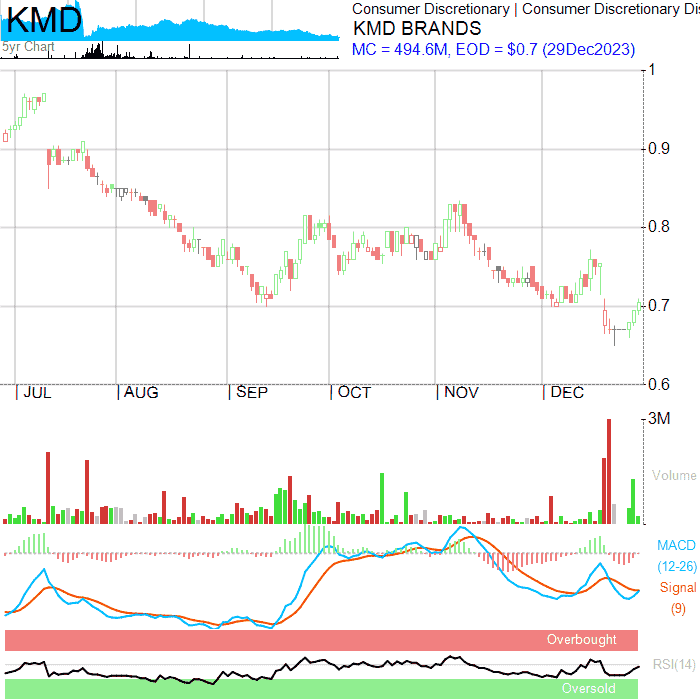 KMD
5yr Chart
Consumer Discretionary | Consumer Discretionary Dis
KMD BRANDS
MC = 494.6M, EOD = $0.7 (29Dec2023)
1
0.9
0.8
0.7
0.6
| JUL | AUG | SEP | OCT | NOV | DEC
3M
Volume
MACD
(12-26)
Signal
(9)
Overbought
RSI(14)
Oversold